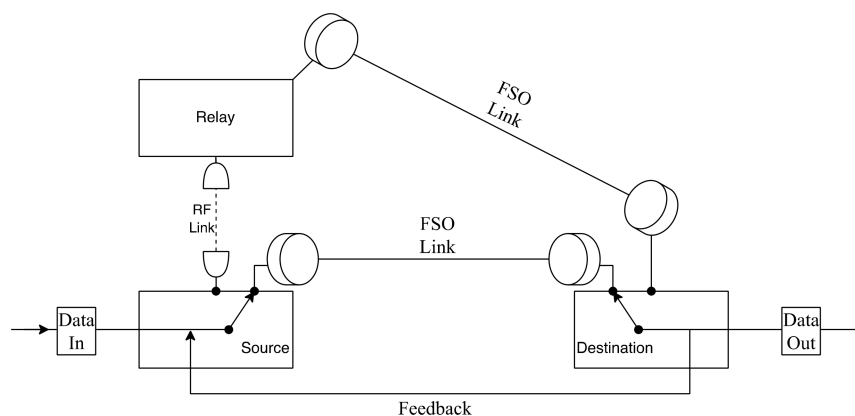 FSO
Link
Relay
RF
Link
FSO
Link
Data
In
Source
Destination
Data
Out
Feedback